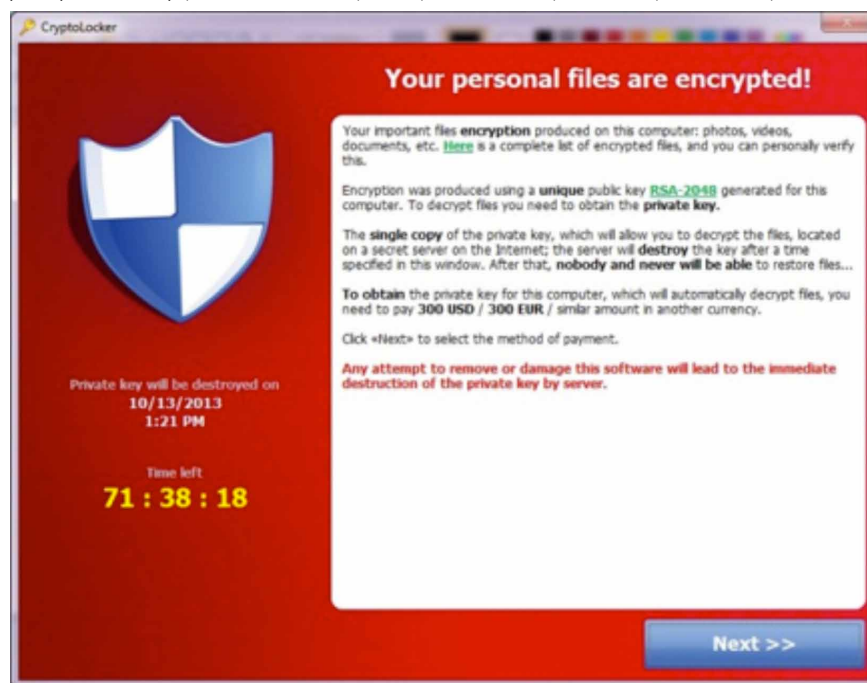 CryptoLocker
Your personal files are encrypted!
Your important files encryption produced on this computer: photos, videos,
documents, etc. Here is a complete list of encrypted files, and you can personally verify
this.
Encryption was produced using a unique public key RSA-2048 generated for this
computer. To decrypt files you need to obtain the private key.
The single copy of the private key, which will allow you to decrypt the files, located
on a secret server on the Internet; the server will destroy the key after a time
specified in this window. After that, nobody and never will be able to restore files...
To obtain the private key for this computer, which will automatically decrypt files, you
need to pay 300 USD / 300 EUR / similar amount in another currency.
Click «Next» to select the method of payment.
Any attempt to remove or damage this software will lead to the immediate
destruction of the private key by server.
Private key will be destroyed on
10/13/2013
1:21 PM
Time left
71 : 38 : 18
Next >>